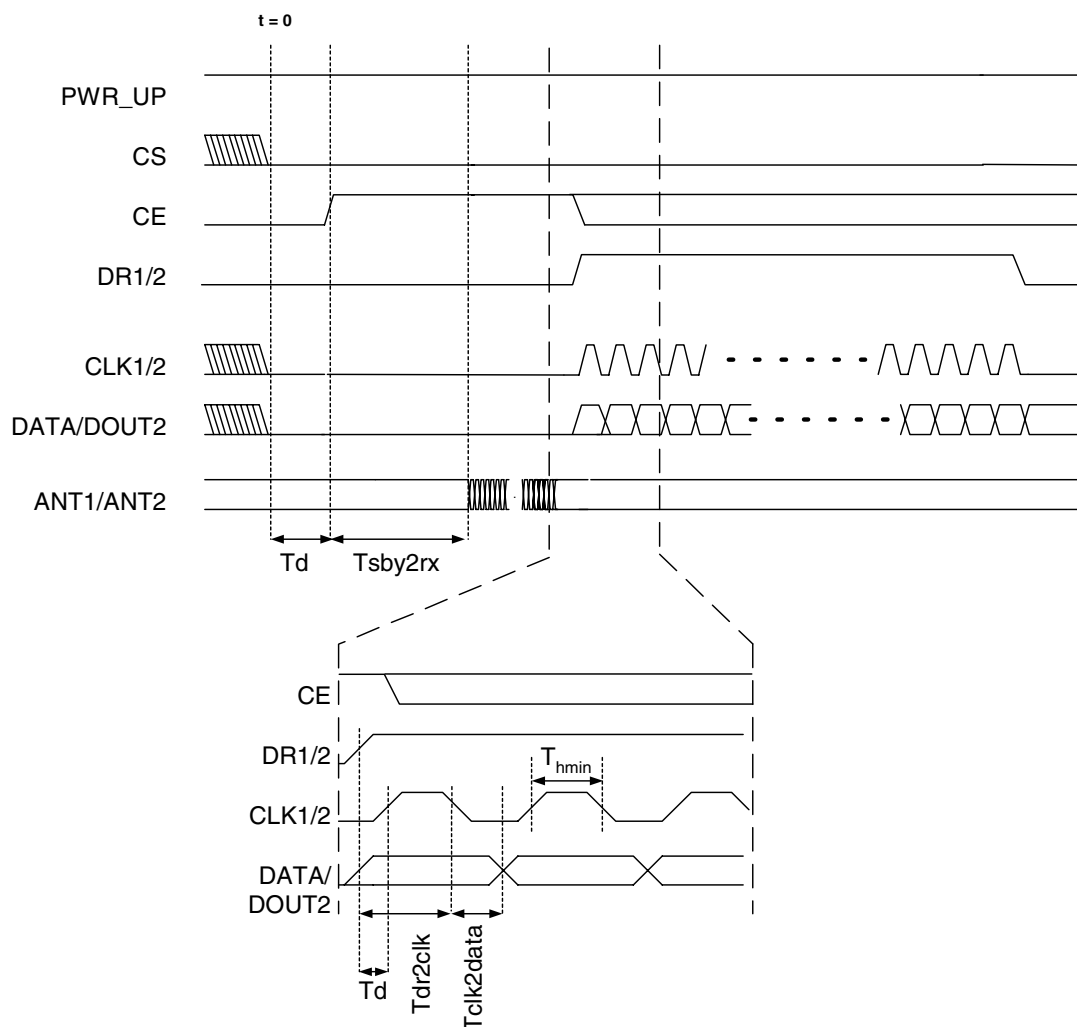 t = 0
PWR_UP
CS
CE
DR1/2
CLK1/2
DATA/DOUT2
ANT1/ANT2
Td
Tsby2rx
CE
DR1/2
Thmin
CLK1/2
DATA/
DOUT2
Td
Tdr2clk
Tclk2data